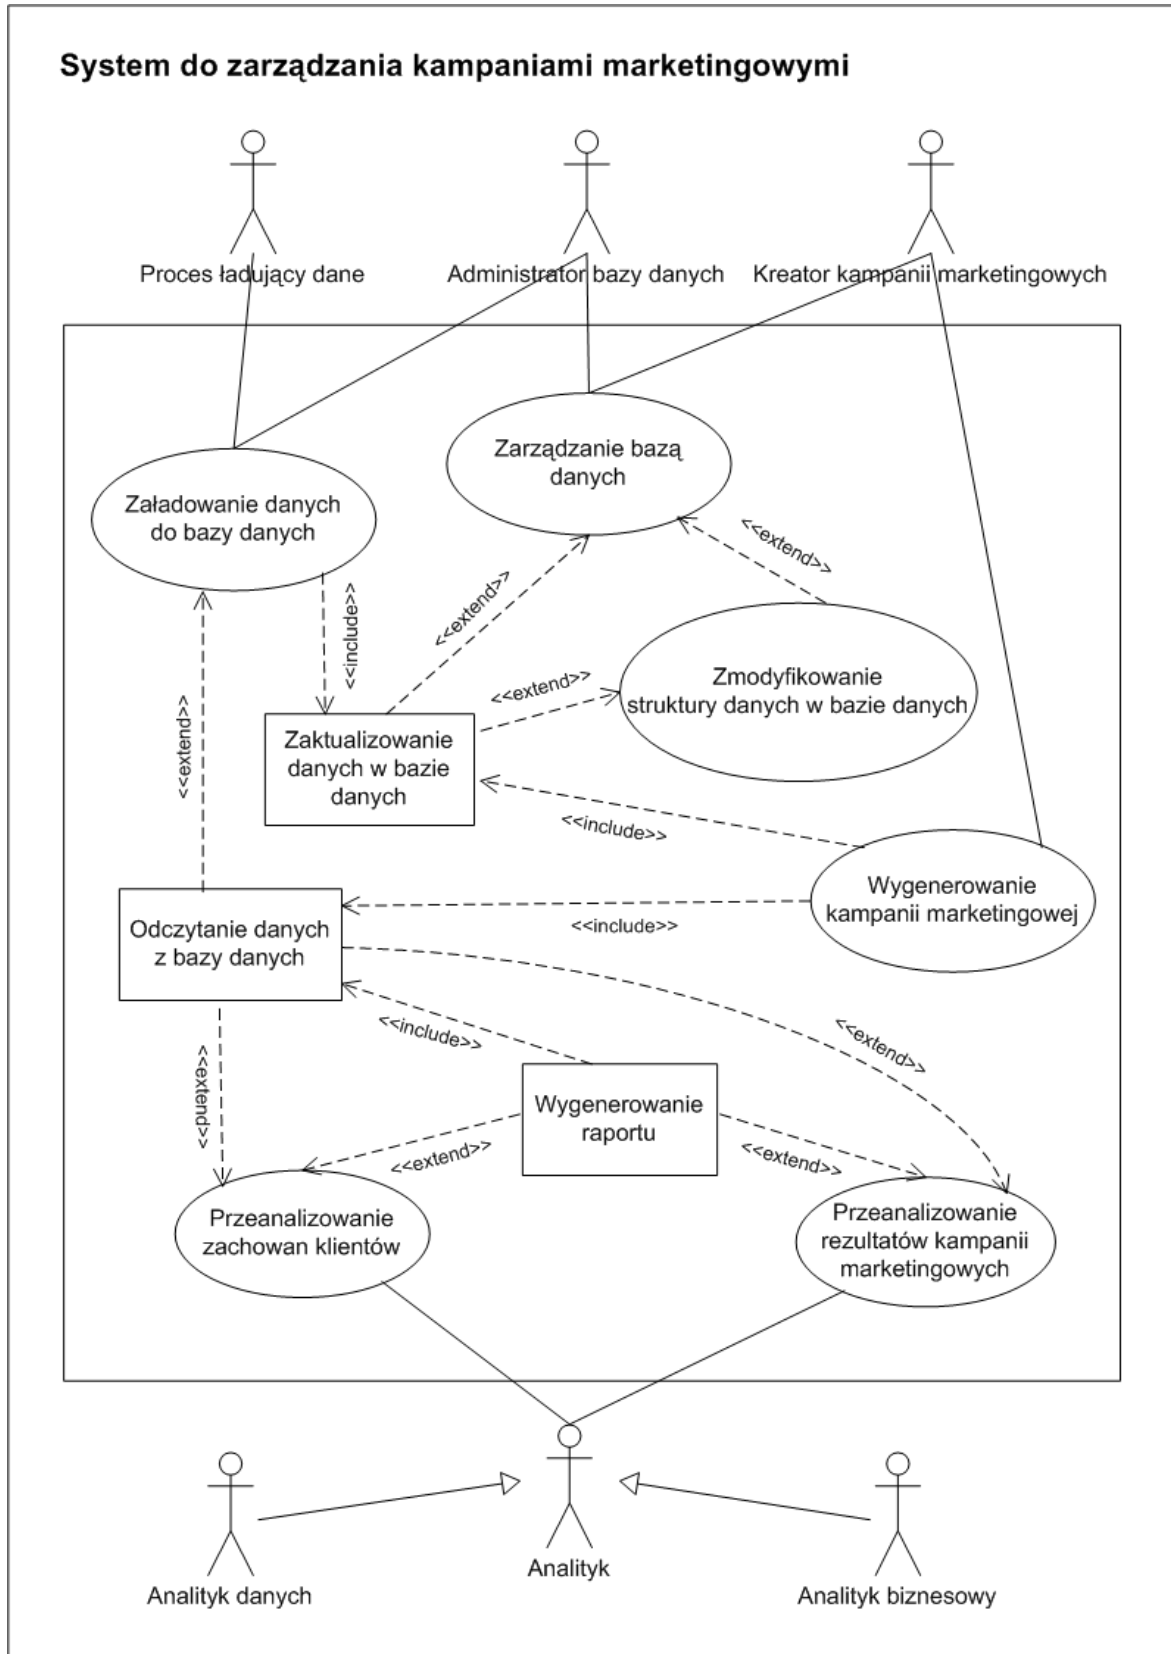 System do zarządzania kampaniami marketingowymi
Proces ładujący dane
Administrator bazy danych
Kreator kampanii marketingowych
Zarządzanie bazą
danych
Załadowanie danych
do bazy danych
<<extend>>
<<include>>
<<extend>>
<<extend>>
<<extend>>
Zmodyfikowanie
struktury danych w bazie danych
Zaktualizowanie
danych w bazie
danych
<<include>>
Wygenerowanie
kampanii marketingowej
<<include>>
Odczytanie danych
z bazy danych
<<include>>
<<extend>>
<<extend>>
Wygenerowanie
raportu
<<extend>>
<<extend>>
Przeanalizowanie
zachowan klientów
Przeanalizowanie
rezultatów kampanii
marketingowych
Analityk danych
Analityk
Analityk biznesowy